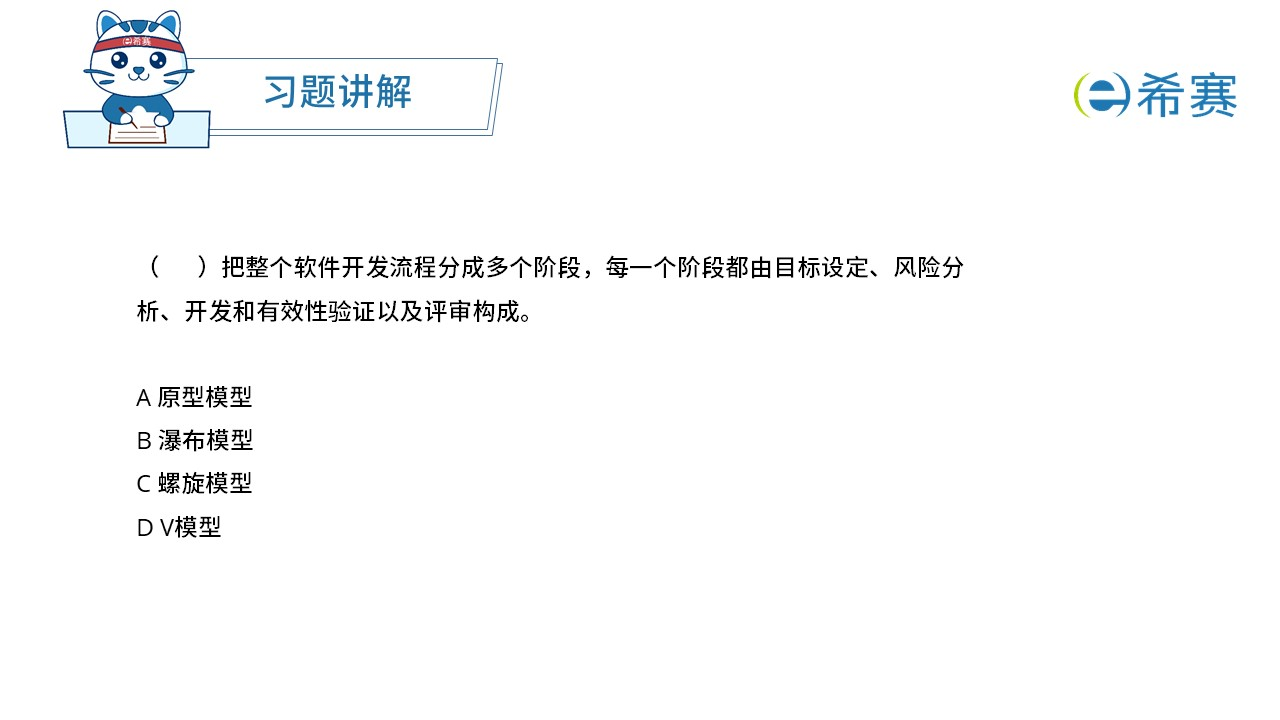 希赛
习题讲解
希赛
（ ）把整个软件开发流程分成多个阶段，每一个阶段都由目标设定、风险分
析、开发和有效性验证以及评审构成。
A 原型模型
B 瀑布模型
C 螺旋模型
D V模型